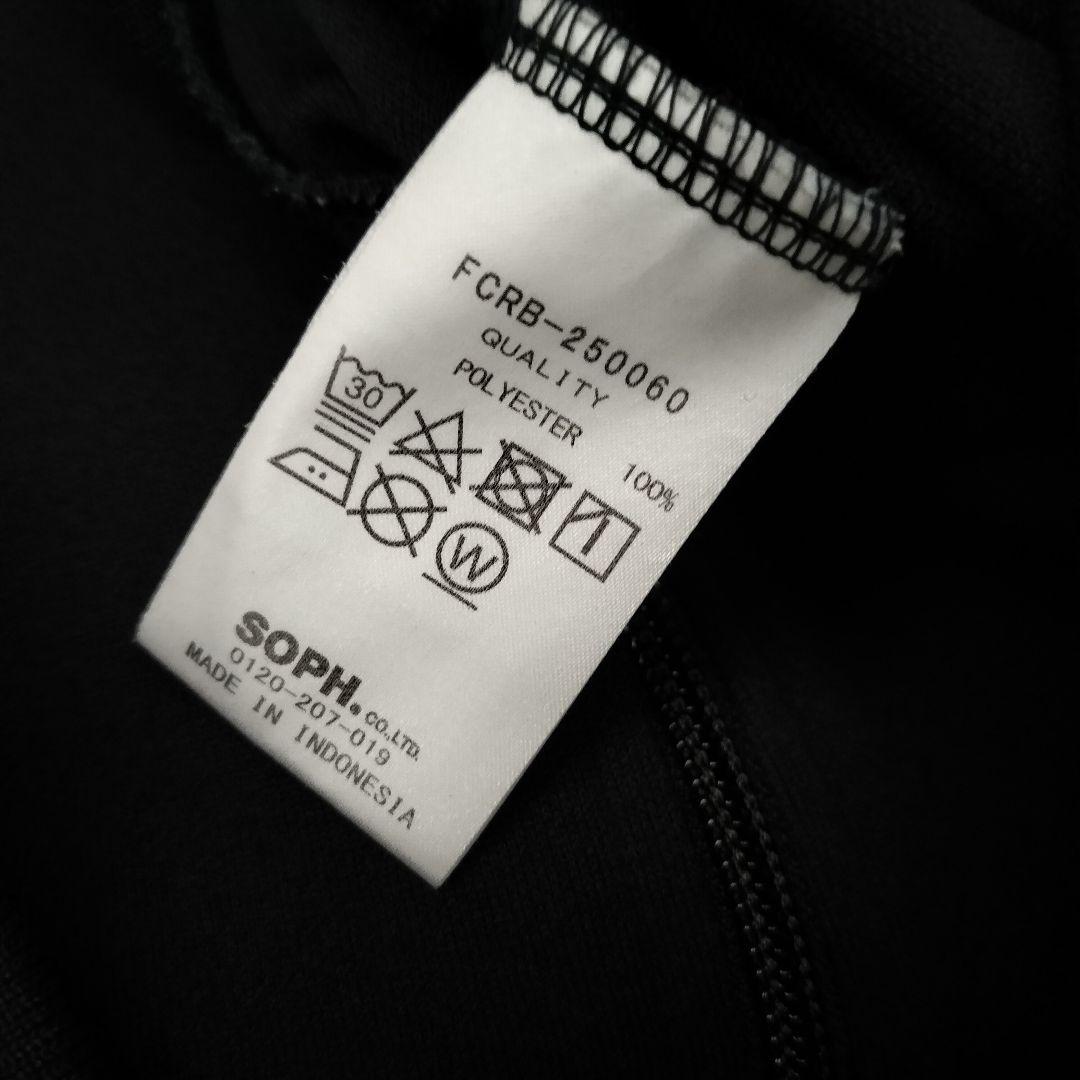 FCRB-250060
QUALITY
POLYESTER 100%
30
W
SOPH. CO.,LTD.
0120-207-019
MADE IN INDONESIA